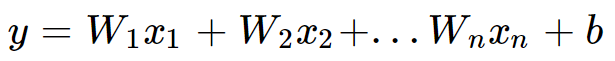 y = W₁x₁ + W₂x₂+… Wₙxₙ + b